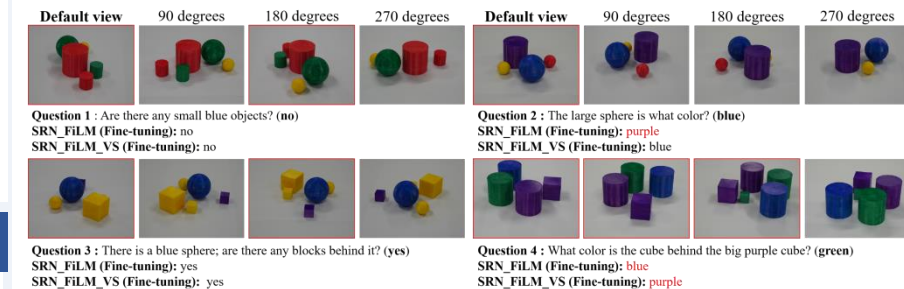 Default view 90 degrees 180 degrees 270 degrees
Question 1 : Are there any small blue objects? (no)
SRN_FiLM (Fine-tuning): no
SRN_FiLM_VS (Fine-tuning): no
Default view 90 degrees 180 degrees 270 degrees
Question 2 : The large sphere is what color? (blue)
SRN_FiLM (Fine-tuning): purple
SRN_FiLM_VS (Fine-tuning): blue
Question 3 : There is a blue sphere; are there any blocks behind it? (yes)
SRN_FiLM (Fine-tuning): yes
SRN_FiLM_VS (Fine-tuning): yes
Question 4 : What color is the cube behind the big purple cube? (green)
SRN_FiLM (Fine-tuning): blue
SRN_FiLM_VS (Fine-tuning): purple